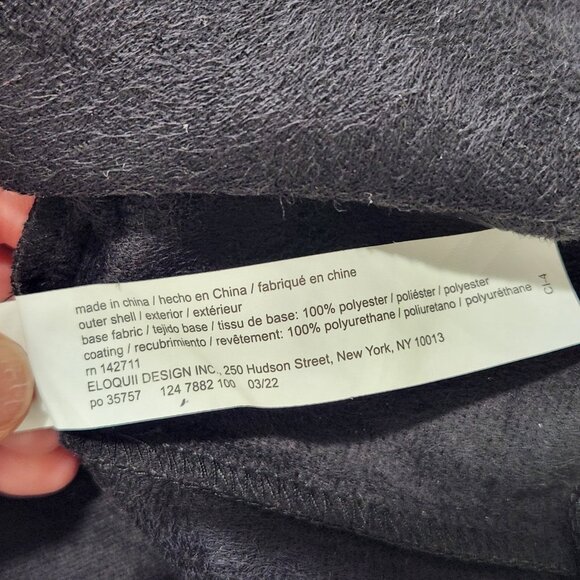 made in china / hecho en China / fabriqué en chine
outer shell / exterior / extérieur
base fabric / tejido base / tissu de base: 100% polyester / poliéster / polyester
coating / recubrimiento / revêtement: 100% polyurethane / poliuretano / polyuréthane
rn 142711
ELOQUII DESIGN INC., 250 Hudson Street, New York, NY 10013
po 35757 124 7882 100 03/22
CI-4